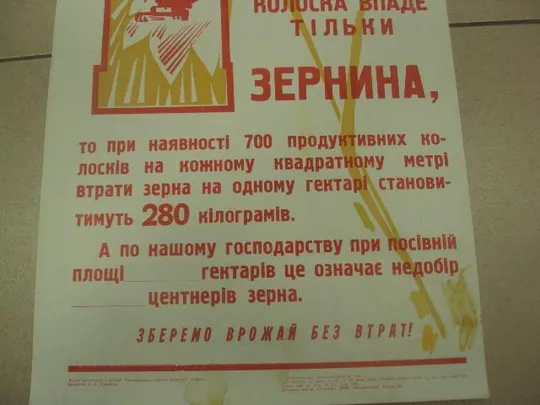 КОЛОСКА ВПАДЕ
ТІЛЬКИ
ЗЕРНИНА,
то при наявності 700 продуктивних ко-
лосків на кожному квадратному метрі
втрати зерна на одному гектарі станови-
тимуть 280 кілограмів.
А по нашому господарству при посівній
площі гектарів це означає недобір
центнерів зерна.
ЗБЕРЕМО ВРОЖАЙ БЕЗ ВТРАТ!